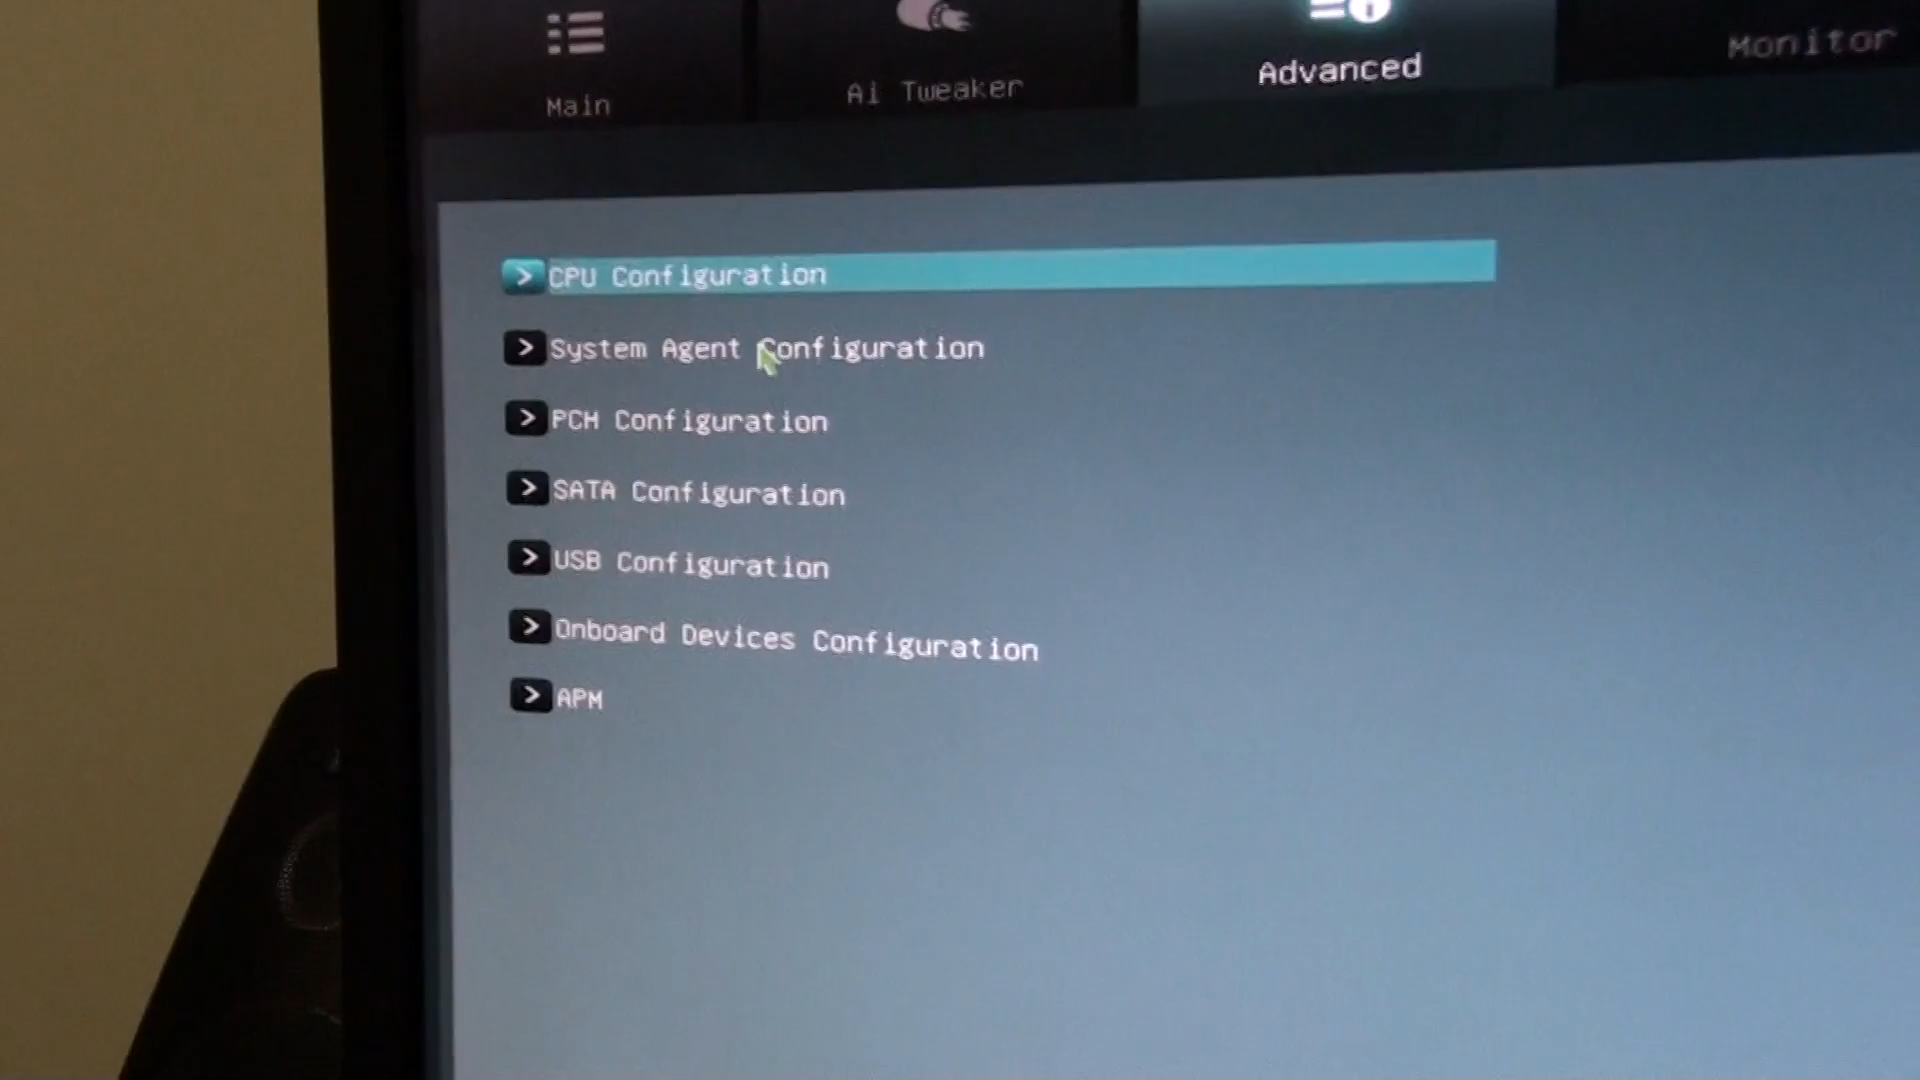 Main
Ai Tweaker
Advanced
Monitor
CPU Configuration
System Agent Configuration
PCH Configuration
SATA Configuration
USB Configuration
Onboard Devices Configuration
APM